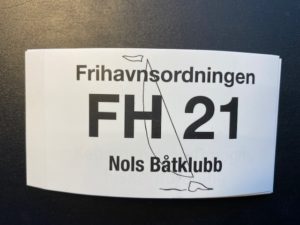 Frihavnsordningen
FH 21
Nols Båtklubb